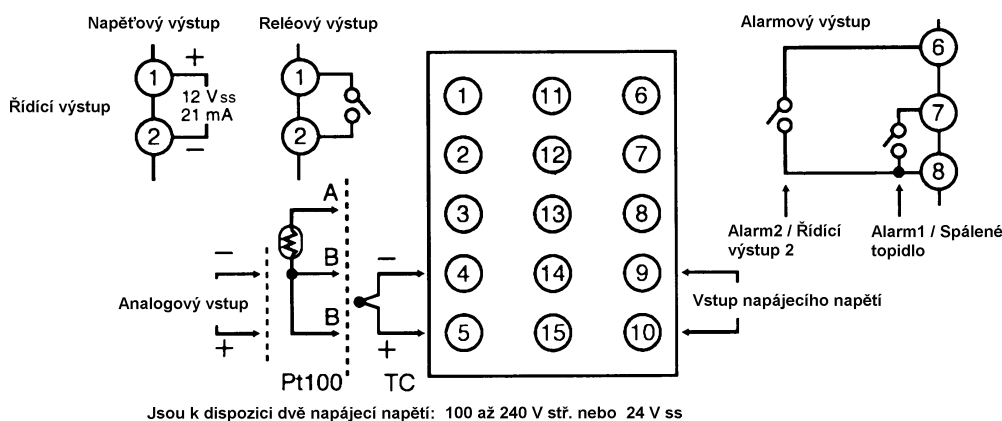 Napěťový výstup
Reléový výstup
Alarmový výstup
Řídící výstup
1
+
12 Vss
21 mA
2
−
1
2
1 11 6
2 12 7
3 13 8
4 14 9
5 15 10
6
7
8
Alarm2 / Řídící
výstup 2
Alarm1 / Spálené
topidlo
A
B
B
−
Analogový vstup
+
−
+
Pt100
TC
Vstup napájecího napětí
Jsou k dispozici dvě napájecí napětí: 100 až 240 V stř. nebo 24 V ss